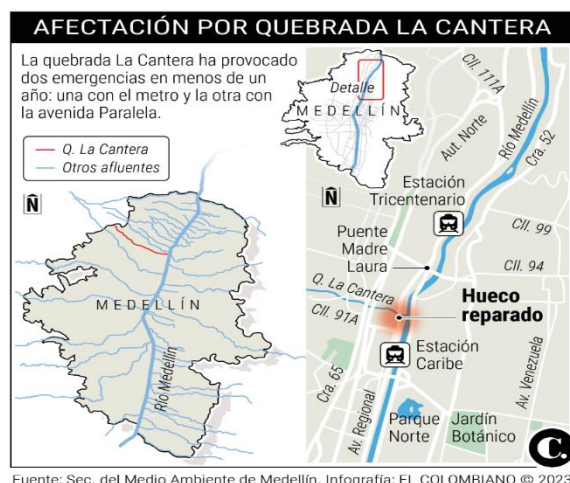 AFECTACIÓN POR QUEBRADA LA CANTERA
La quebrada La Cantera ha provocado
dos emergencias en menos de un
año: una con el metro y la otra con
la avenida Paralela.
Q. La Cantera
Otros afluentes
N
MEDELLÍN
Río Medellín
Detalle
MEDELLÍN
N
Cll. 111A
Aut. Norte
Río Medellín
Cra. 52
Estación
Tricentenario
Cll. 99
Puente
Madre
Laura
Cll. 94
Q. La Cantera
Hueco
reparado
Cll. 91A
Estación
Caribe
Cra. 65
Av. Regional
Av. Venezuela
Parque
Norte
Jardín
Botánico
C.
Fuente: Sec. del Medio Ambiente de Medellín. Infografía: EL COLOMBIANO © 2023